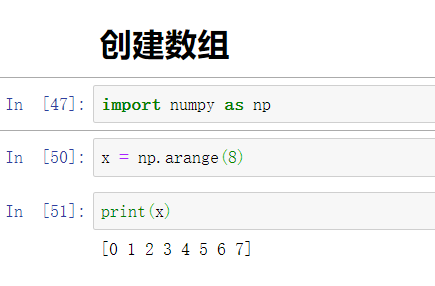 创建数组
In [47]: import numpy as np
In [50]: x = np.arange(8)
In [51]: print(x)
[0 1 2 3 4 5 6 7]